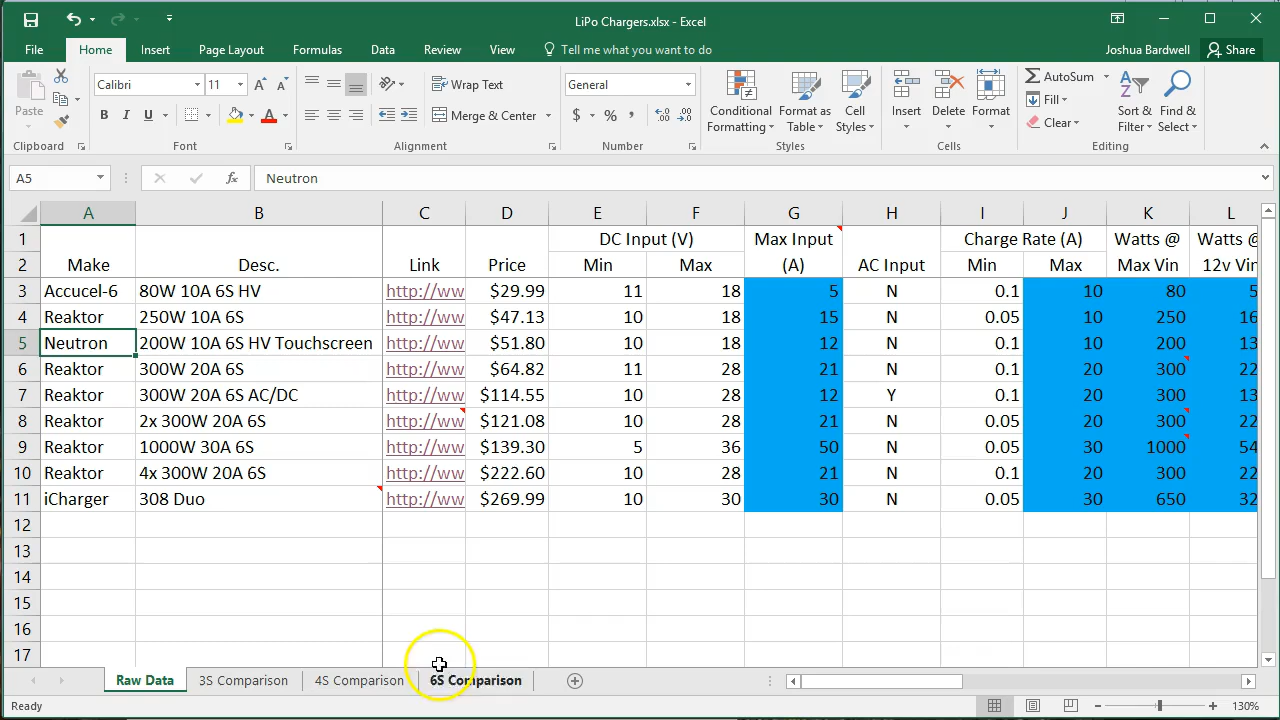 LiPo Chargers.xlsx - Excel
File Home Insert Page Layout Formulas Data Review View Tell me what you want to do Joshua Bardwell Share
Paste
Clipboard
Calibri 11
B I U A
Font
Wrap Text
Merge & Center
Alignment
General
$ % ,
Number
Conditional Formatting
Format as Table
Cell Styles
Styles
Insert Delete Format
Cells
AutoSum
Fill
Clear
Sort & Filter
Find & Select
Editing
A5 fx Neutron
A B C D E F G H I J K L
1 DC Input (V) Max Input Charge Rate (A) Watts @ Watts @
2 Make Desc. Link Price Min Max (A) AC Input Min Max Max Vin 12v Vin
3 Accucel-6 80W 10A 6S HV http://ww $29.99 11 18 5 N 0.1 10 80 5
4 Reaktor 250W 10A 6S http://ww $47.13 10 18 15 N 0.05 10 250 16
5 Neutron 200W 10A 6S HV Touchscreen http://ww $51.80 10 18 12 N 0.1 10 200 13
6 Reaktor 300W 20A 6S http://ww $64.82 11 28 21 N 0.1 20 300 22
7 Reaktor 300W 20A 6S AC/DC http://ww $114.55 10 28 12 Y 0.1 20 300 13
8 Reaktor 2x 300W 20A 6S http://ww $121.08 10 28 21 N 0.05 20 300 22
9 Reaktor 1000W 30A 6S http://ww $139.30 5 36 50 N 0.05 30 1000 54
10 Reaktor 4x 300W 20A 6S http://ww $222.60 10 28 21 N 0.1 20 300 22
11 iCharger 308 Duo http://ww $269.99 10 30 30 N 0.05 30 650 32
12
13
14
15
16
17
Raw Data 3S Comparison 4S Comparison 6S Comparison
Ready 130%